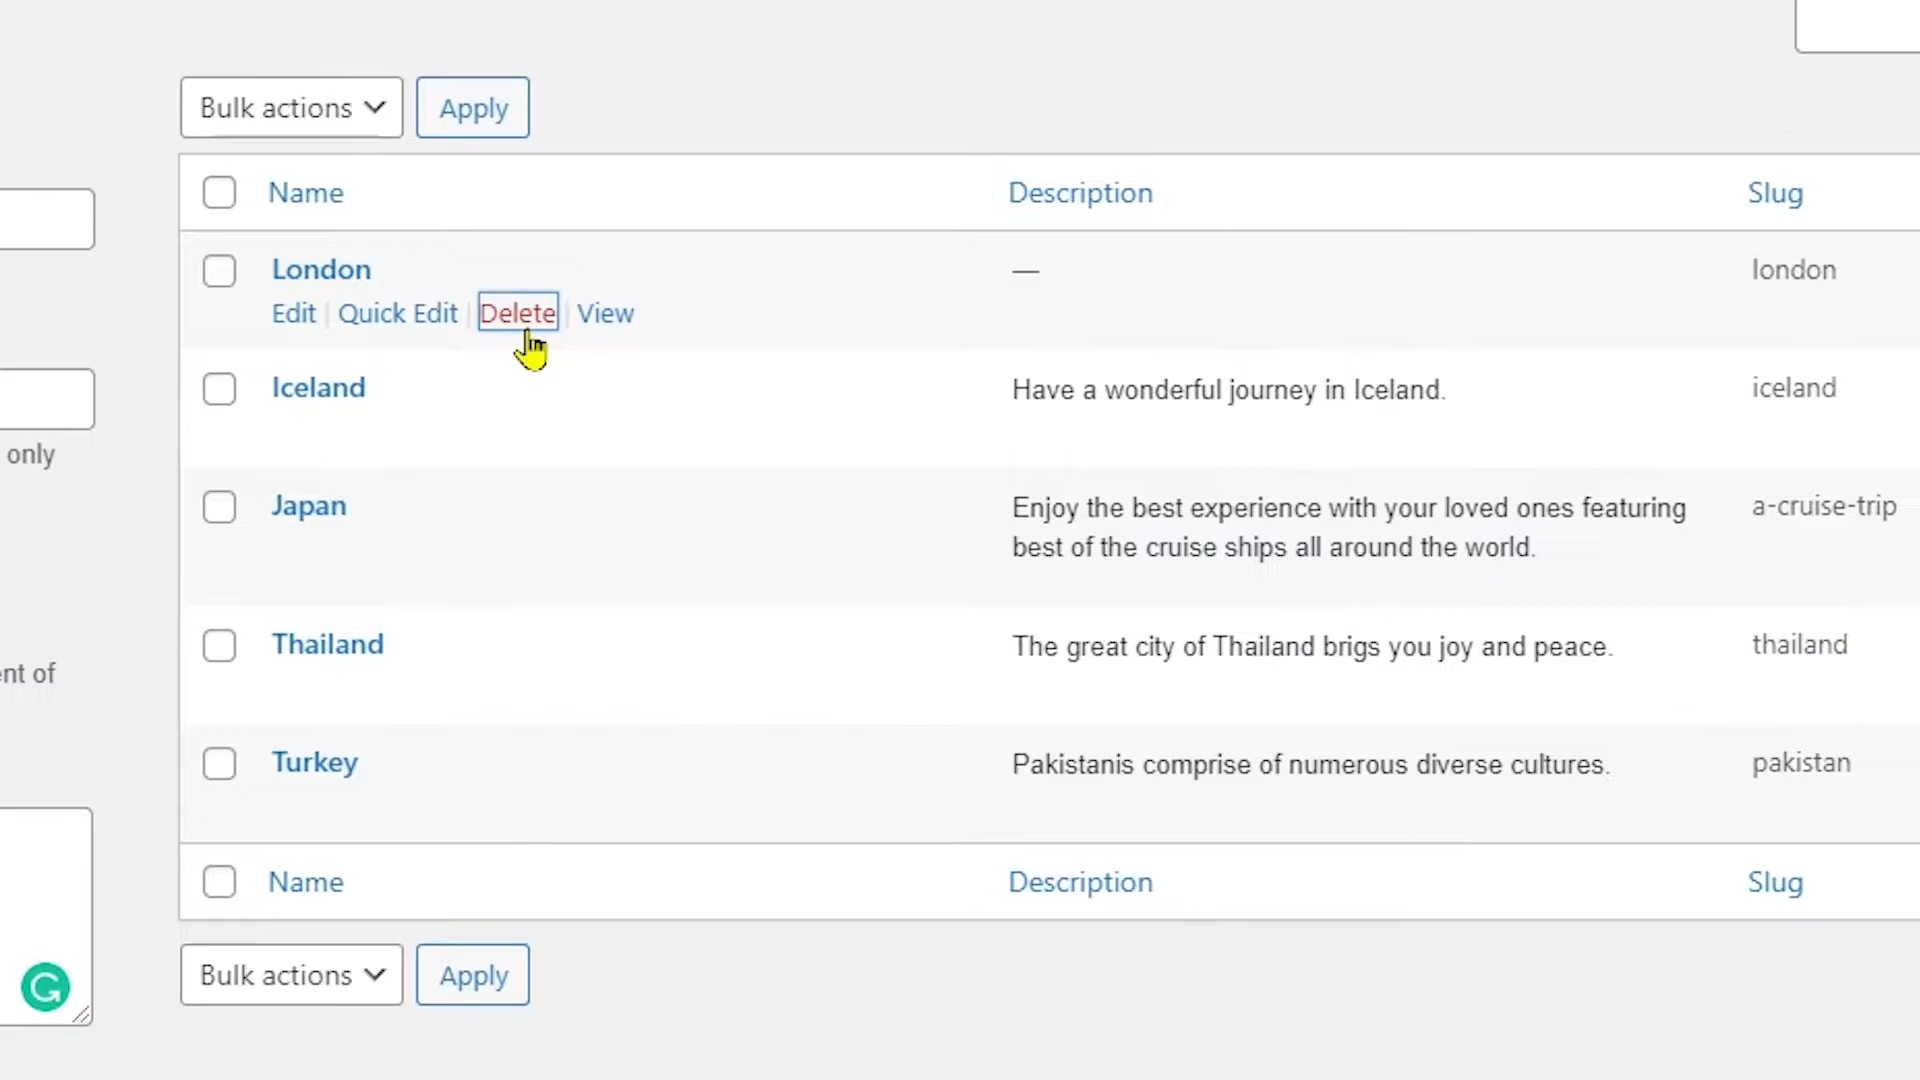 Bulk actions Apply
Name Description Slug
London — london
Edit | Quick Edit | Delete | View
Iceland Have a wonderful journey in Iceland. iceland
Japan Enjoy the best experience with your loved ones featuring a-cruise-trip
best of the cruise ships all around the world.
only
Thailand The great city of Thailand brigs you joy and peace. thailand
ent of
Turkey Pakistanis comprise of numerous diverse cultures. pakistan
Name Description Slug
Bulk actions Apply